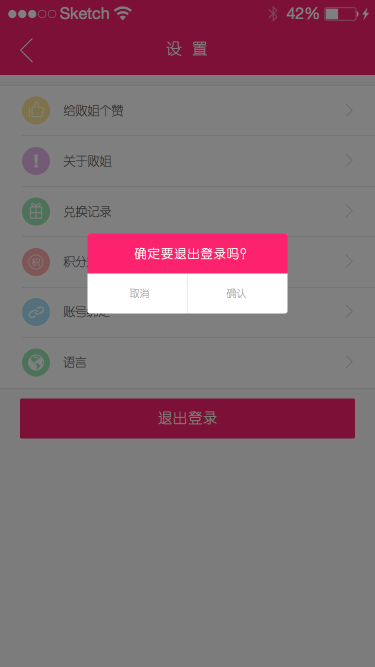 Sketch 42%
设 置
给败姐个赞
关于败姐
兑换记录
积分
确定要退出登录吗？
取消 确认
账号绑定
语言
退出登录